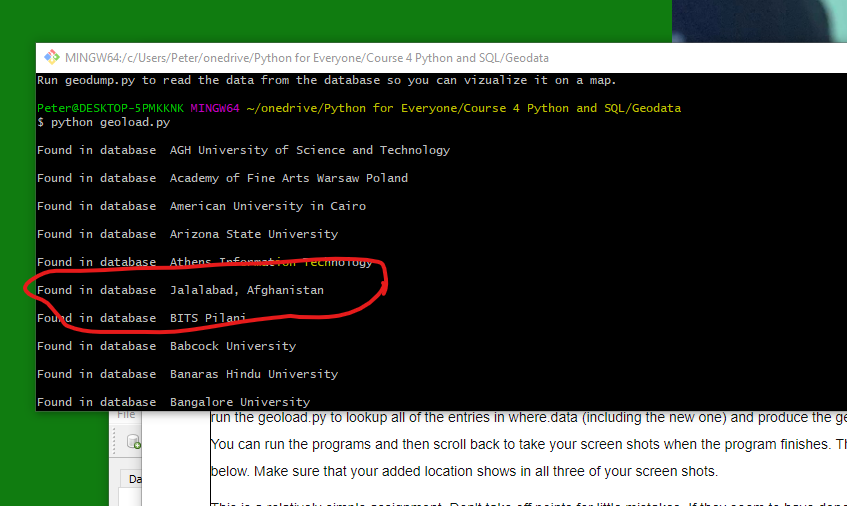 MINGW64:/c/Users/Peter/onedrive/Python for Everyone/Course 4 Python and SQL/Geodata
Run geodump.py to read the data from the database so you can vizualize it on a map.
Peter@DESKTOP-5PMKKNK MINGW64 ~/onedrive/Python for Everyone/Course 4 Python and SQL/Geodata
$ python geoload.py
Found in database  AGH University of Science and Technology
Found in database  Academy of Fine Arts Warsaw Poland
Found in database  American University in Cairo
Found in database  Arizona State University
Found in database  Athens Information Technology
Found in database  Jalalabad, Afghanistan
Found in database  BITS Pilani
Found in database  Babcock University
Found in database  Banaras Hindu University
Found in database  Bangalore University
File
run the geoload.py to lookup all of the entries in where.data (including the new one) and produce the
You can run the programs and then scroll back to take your screen shots when the program finishes.
below. Make sure that your added location shows in all three of your screen shots.
This is a relatively simple assignment. Don't take off points for little mistakes. If they seem to have